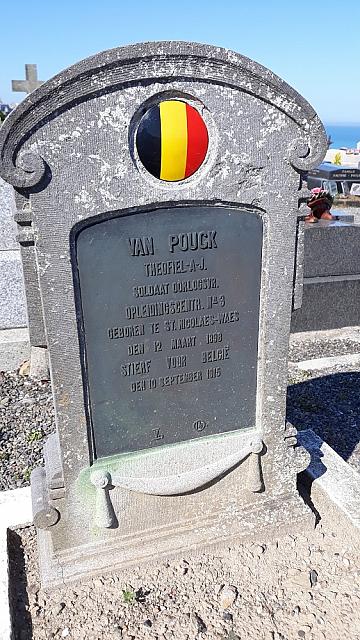 VAN POUCK
THEOFIEL-A-J.
SOLDAAT OORLOGSVR.
OPLEIDINGSCENTR. Nº 3
GEBOREN TE ST. NICOLAES-WAES
DEN 12 MAART 1898
STIERF VOOR BELGIË
DEN 10 SEPTEMBER 1915
Z.